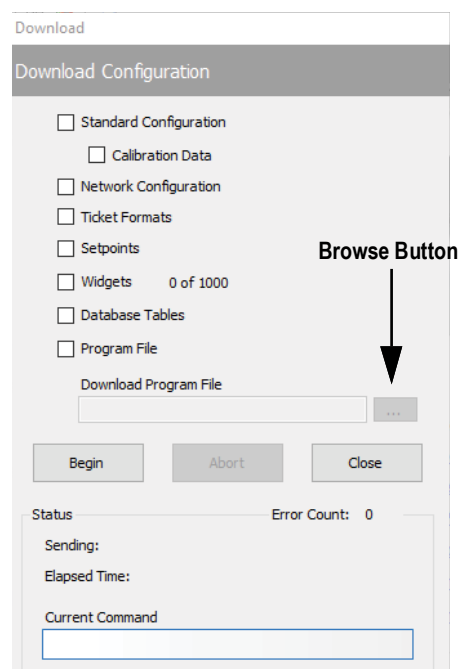 Download
Download Configuration
Standard Configuration
Calibration Data
Network Configuration
Ticket Formats
Setpoints
Browse Button
Widgets 0 of 1000
Database Tables
Program File
Download Program File
...
Begin Abort Close
Status Error Count: 0
Sending:
Elapsed Time:
Current Command